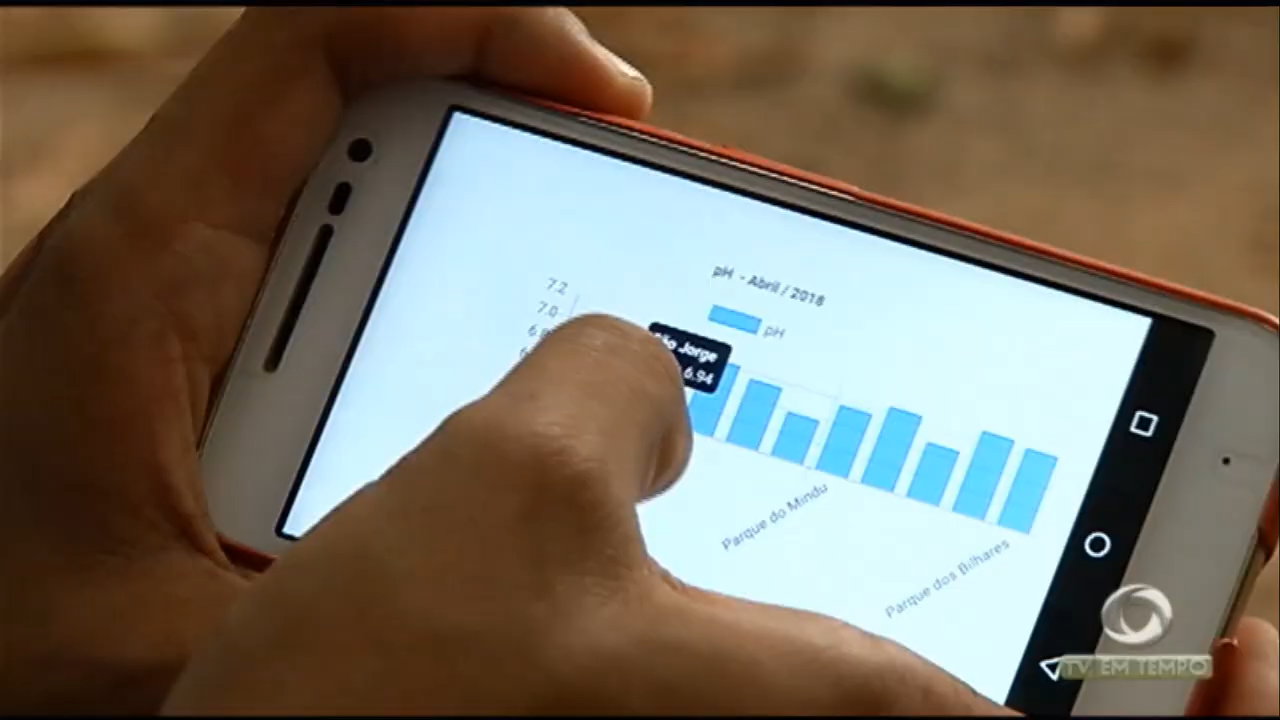 pH - Abril / 2018
pH
7.2
7.0
Jorge
6.94
Parque do Mindu
Parque dos Bilhares
TV EM TEMPO